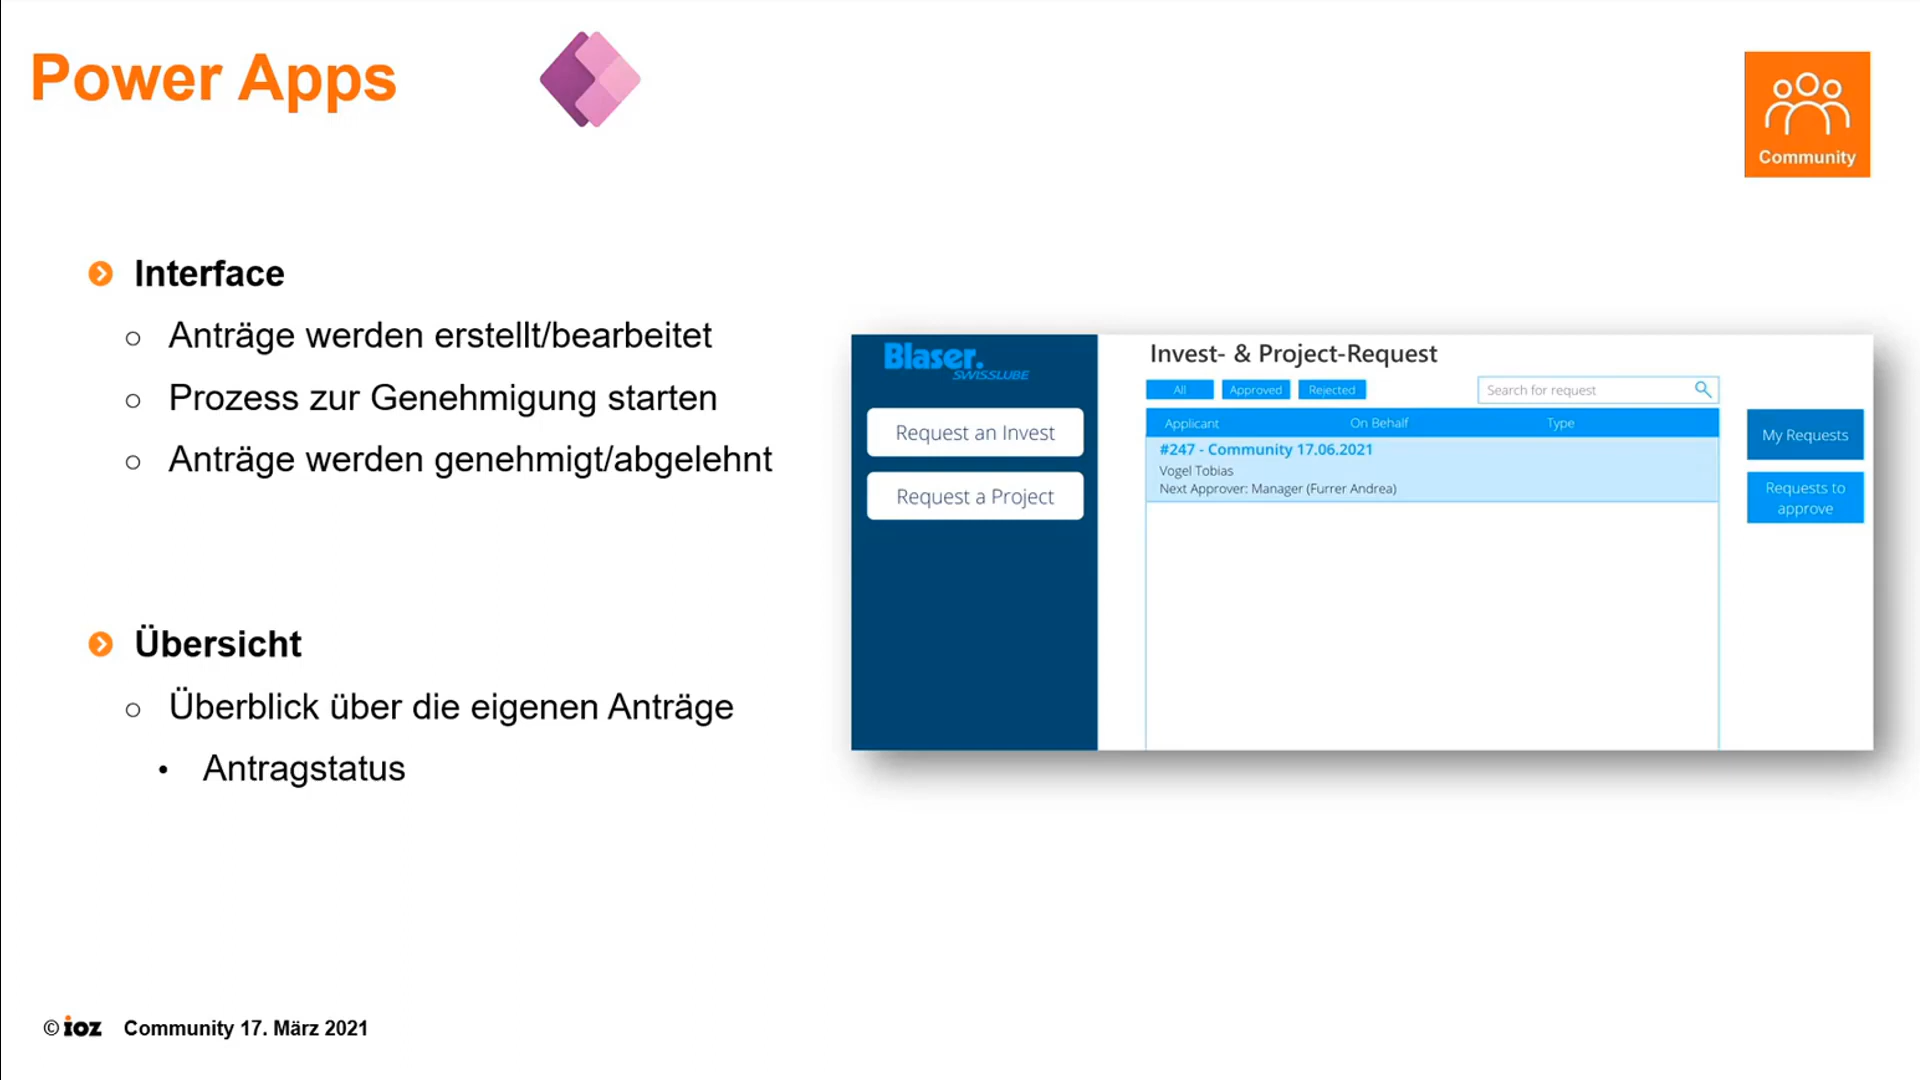 Power Apps
Community
Interface
Anträge werden erstellt/bearbeitet
Prozess zur Genehmigung starten
Anträge werden genehmigt/abgelehnt
Übersicht
Überblick über die eigenen Anträge
Antragstatus
Blaser.
SWISSLUBE
Request an Invest
Request a Project
Invest- & Project-Request
All Approved Rejected Search for request
Applicant On Behalf Type
#247 - Community 17.06.2021
Vogel Tobias
Next Approver: Manager (Furrer Andrea)
My Requests
Requests to
approve
© ioz Community 17. März 2021